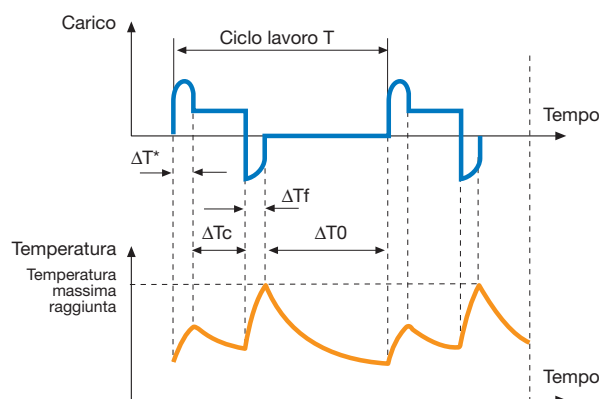 Carico
Ciclo lavoro T
Tempo
ΔT*
ΔTf
ΔTc
ΔT0
Temperatura
Temperatura
massima
raggiunta
Tempo